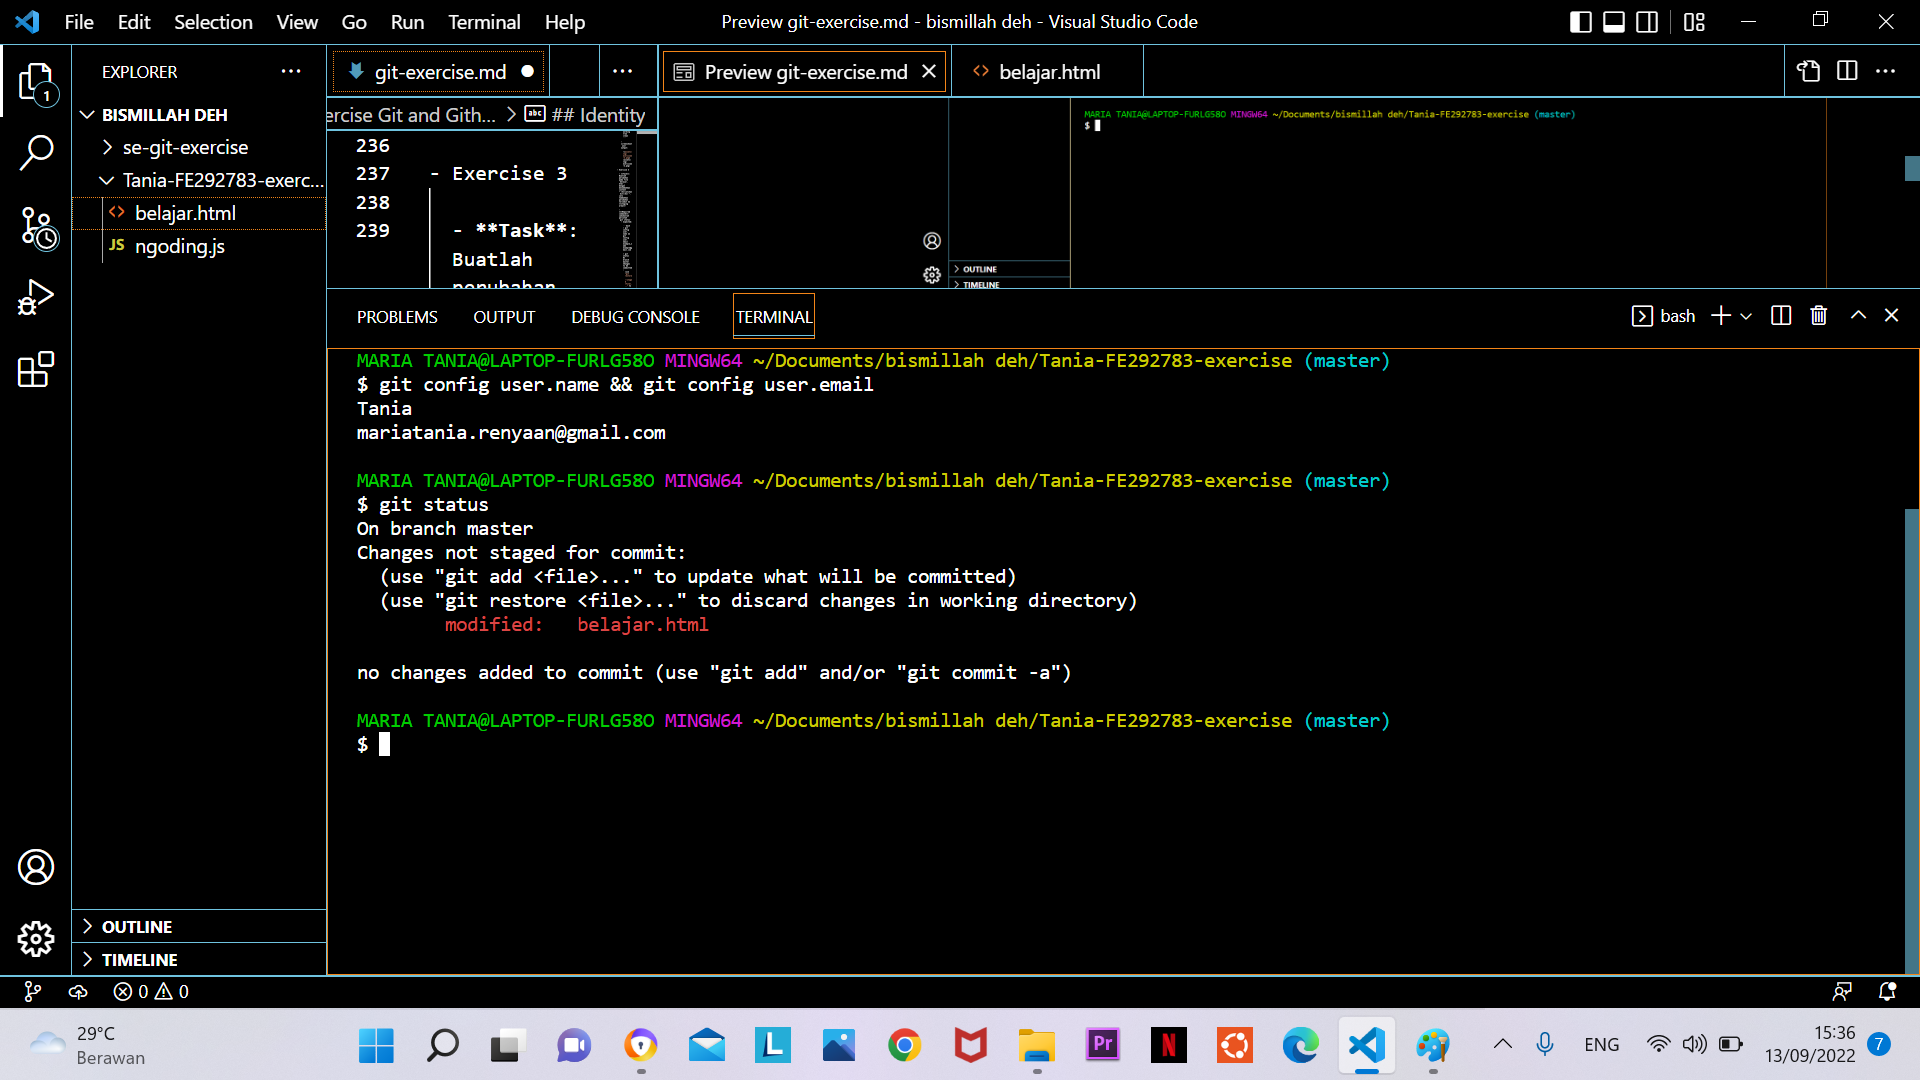 File Edit Selection View Go Run Terminal Help
Preview git-exercise.md - bismillah deh - Visual Studio Code
EXPLORER
1
BISMILLAH DEH
se-git-exercise
Tania-FE292783-exerc...
<> belajar.html
JS ngoding.js
OUTLINE
TIMELINE
git-exercise.md
Preview git-exercise.md
<> belajar.html
ercise Git and Gith... > abc ## Identity
236
237 - Exercise 3
238
239 - **Task**:
Buatlah
perubahan
MARIA TANIA@LAPTOP-FURLG58O MINGW64 ~/Documents/bismillah deh/Tania-FE292783-exercise (master)
$
OUTLINE
TIMELINE
PROBLEMS OUTPUT DEBUG CONSOLE TERMINAL
bash
MARIA TANIA@LAPTOP-FURLG58O MINGW64 ~/Documents/bismillah deh/Tania-FE292783-exercise (master)
$ git config user.name && git config user.email
Tania
mariatania.renyaan@gmail.com
MARIA TANIA@LAPTOP-FURLG58O MINGW64 ~/Documents/bismillah deh/Tania-FE292783-exercise (master)
$ git status
On branch master
Changes not staged for commit:
(use "git add <file>..." to update what will be committed)
(use "git restore <file>..." to discard changes in working directory)
modified: belajar.html
no changes added to commit (use "git add" and/or "git commit -a")
MARIA TANIA@LAPTOP-FURLG58O MINGW64 ~/Documents/bismillah deh/Tania-FE292783-exercise (master)
$
0 0
29°C
Berawan
L
Pr
N
ENG
15:36
13/09/2022
7